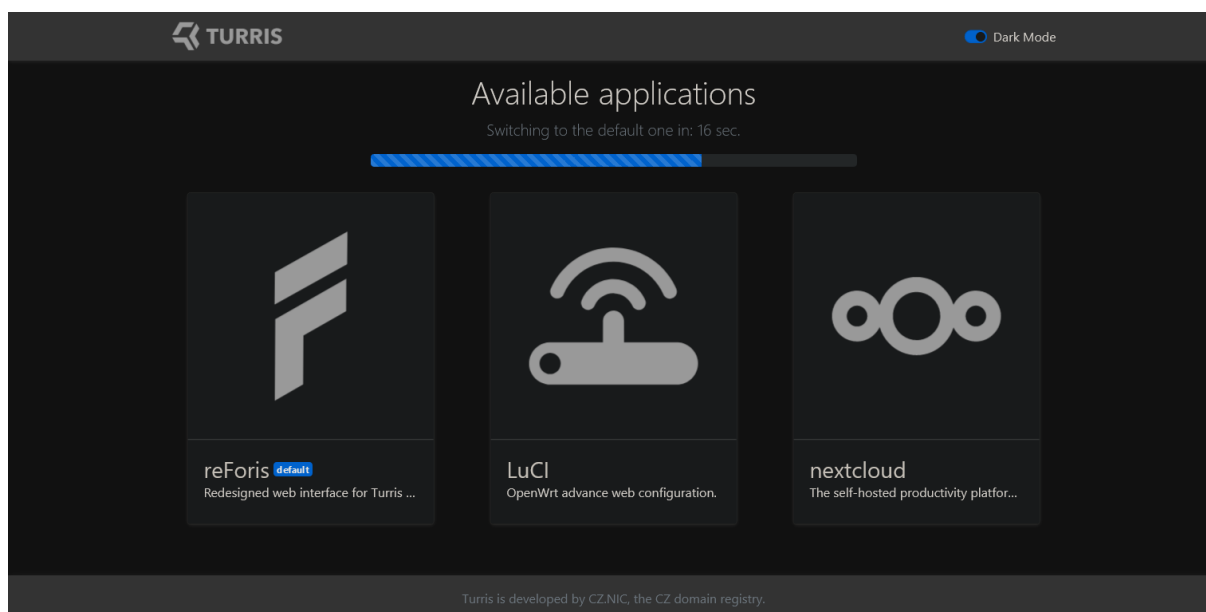 TURRIS
Dark Mode
Available applications
Switching to the default one in: 16 sec.
reForis default
Redesigned web interface for Turris ...
LuCI
OpenWrt advance web configuration.
nextcloud
The self-hosted productivity platfor...
Turris is developed by CZ.NIC, the CZ domain registry.